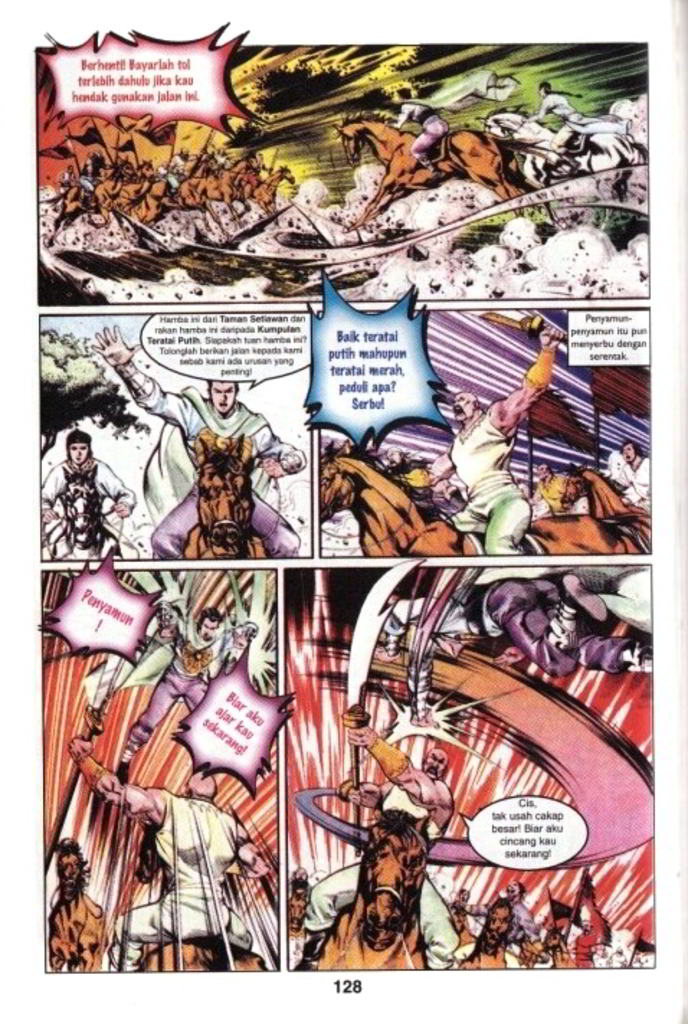 Berhenti! Bayarlah tol
terlebih dahulu jika kau
hendak gunakan jalan ini.
Hamba ini dari Taman Setiawan dan
rakan hamba ini daripada Kumpulan
Teratai Putih. Siapakah tuan hamba ini?
Tolonglah berikan jalan kepada kami
sebab kami ada urusan yang
penting!
Baik teratai
putih mahupun
teratai merah,
peduli apa?
Serbu!
Penyamun-
penyamun itu pun
menyerbu dengan
serentak.
Penyamun
!
Biar aku
ajar kau
sekarang!
Cis,
tak usah cakap
besar! Biar aku
cincang kau
sekarang!
128